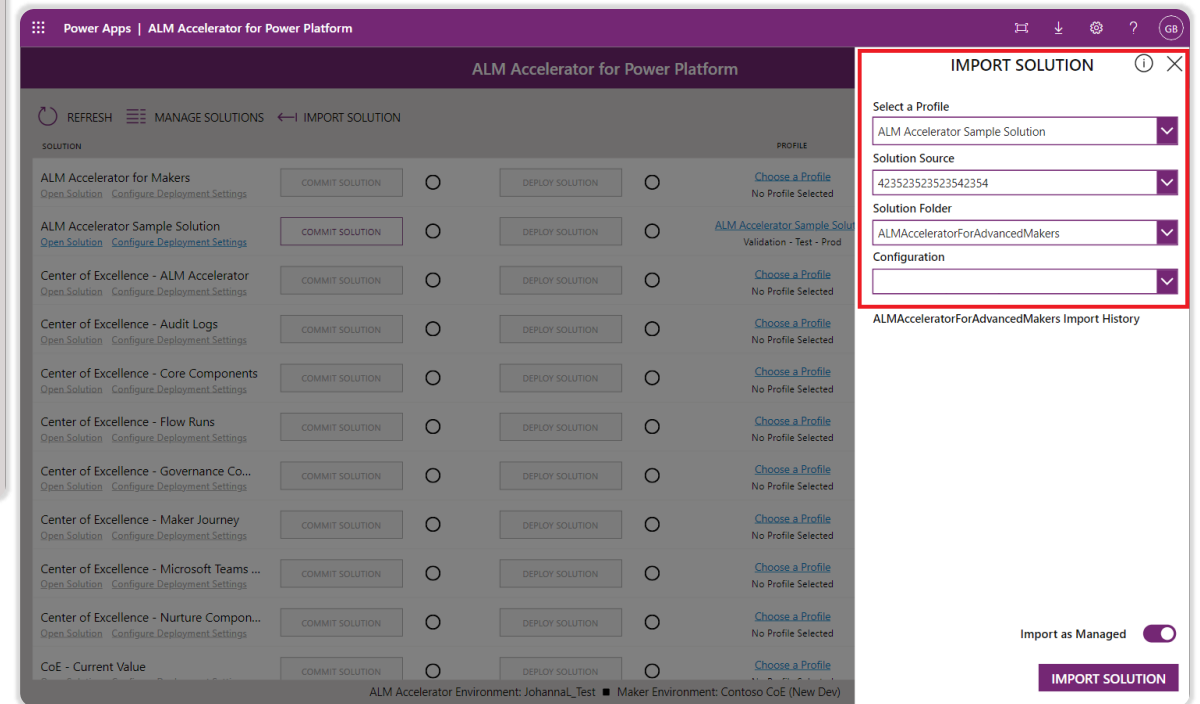 Power Apps | ALM Accelerator for Power Platform
? GB
ALM Accelerator for Power Platform
REFRESH MANAGE SOLUTIONS IMPORT SOLUTION
SOLUTION PROFILE
ALM Accelerator for Makers COMMIT SOLUTION DEPLOY SOLUTION Choose a Profile
Open Solution Configure Deployment Settings No Profile Selected
ALM Accelerator Sample Solution COMMIT SOLUTION DEPLOY SOLUTION ALM Accelerator Sample Solut
Open Solution Configure Deployment Settings Validation - Test - Prod
Center of Excellence - ALM Accelerator COMMIT SOLUTION DEPLOY SOLUTION Choose a Profile
Open Solution Configure Deployment Settings No Profile Selected
Center of Excellence - Audit Logs COMMIT SOLUTION DEPLOY SOLUTION Choose a Profile
Open Solution Configure Deployment Settings No Profile Selected
Center of Excellence - Core Components COMMIT SOLUTION DEPLOY SOLUTION Choose a Profile
Open Solution Configure Deployment Settings No Profile Selected
Center of Excellence - Flow Runs COMMIT SOLUTION DEPLOY SOLUTION Choose a Profile
Open Solution Configure Deployment Settings No Profile Selected
Center of Excellence - Governance Co... COMMIT SOLUTION DEPLOY SOLUTION Choose a Profile
Open Solution Configure Deployment Settings No Profile Selected
Center of Excellence - Maker Journey COMMIT SOLUTION DEPLOY SOLUTION Choose a Profile
Open Solution Configure Deployment Settings No Profile Selected
Center of Excellence - Microsoft Teams ... COMMIT SOLUTION DEPLOY SOLUTION Choose a Profile
Open Solution Configure Deployment Settings No Profile Selected
Center of Excellence - Nurture Compon... COMMIT SOLUTION DEPLOY SOLUTION Choose a Profile
Open Solution Configure Deployment Settings No Profile Selected
CoE - Current Value COMMIT SOLUTION DEPLOY SOLUTION Choose a Profile
ALM Accelerator Environment: JohannaL_Test ■ Maker Environment: Contoso CoE (New Dev)
IMPORT SOLUTION
Select a Profile
ALM Accelerator Sample Solution
Solution Source
423523523523542354
Solution Folder
ALMAcceleratorForAdvancedMakers
Configuration
ALMAcceleratorForAdvancedMakers Import History
Import as Managed
IMPORT SOLUTION